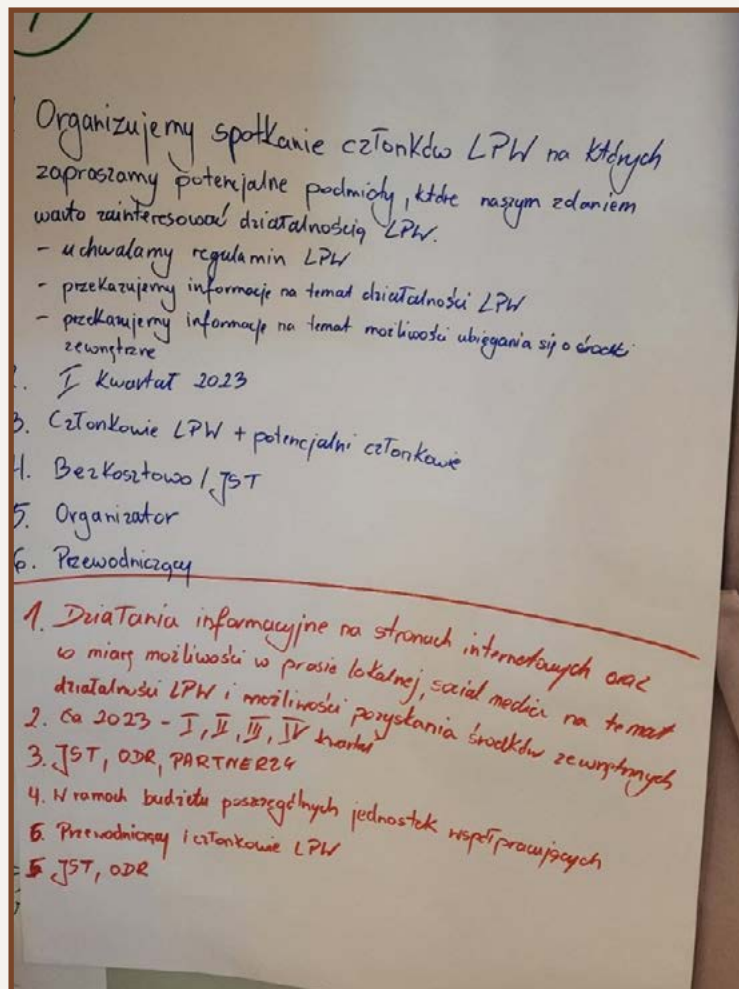 1
Organizujemy spotkanie członków LPW na których
zapraszamy potencjalne podmioty, które naszym zdaniem
warto zainteresować działalnością LPW.
- uchwalamy regulamin LPW
- przekazujemy informacje na temat działalności LPW
- przekazujemy informacje na temat możliwości ubiegania się o środki
zewnętrzne
2. I kwartał 2023
3. Członkowie LPW + potencjalni członkowie
4. Bezkosztowo / JST
5. Organizator
6. Przewodniczący
1. Działania informacyjne na stronach internetowych oraz
w miarę możliwości w prasie lokalnej, social media na temat
działalności LPW i możliwości pozyskania środków zewnętrznych
2. 2023 - I, II, III, IV kwartał
3. JST, ODR, PARTNERZY
4. W ramach budżetu poszczególnych jednostek współpracujących
6. Przewodniczący i członkowie LPW
5 JST, ODR